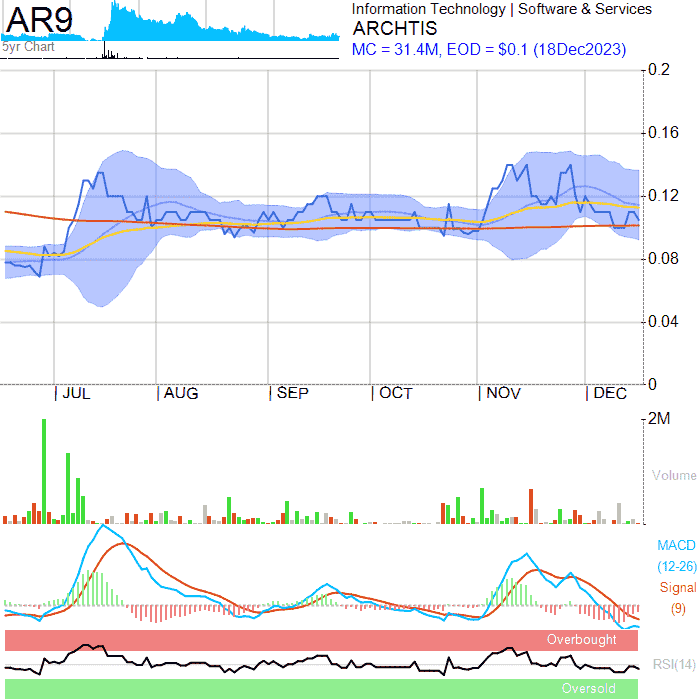 AR9
5yr Chart
Information Technology | Software & Services
ARCHTIS
MC = 31.4M, EOD = $0.1 (18Dec2023)
0.2
0.16
0.12
0.08
0.04
0
| JUL | AUG | SEP | OCT | NOV | DEC
2M
Volume
MACD
(12-26)
Signal
(9)
Overbought
RSI(14)
Oversold